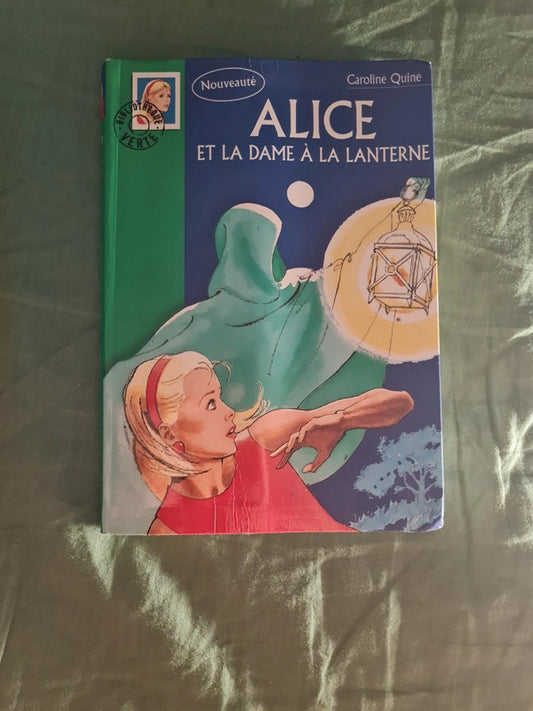 Nouveauté
Caroline Quine
ALICE
ET LA DAME À LA LANTERNE
BIBLIOTHÈQUE
VERTE